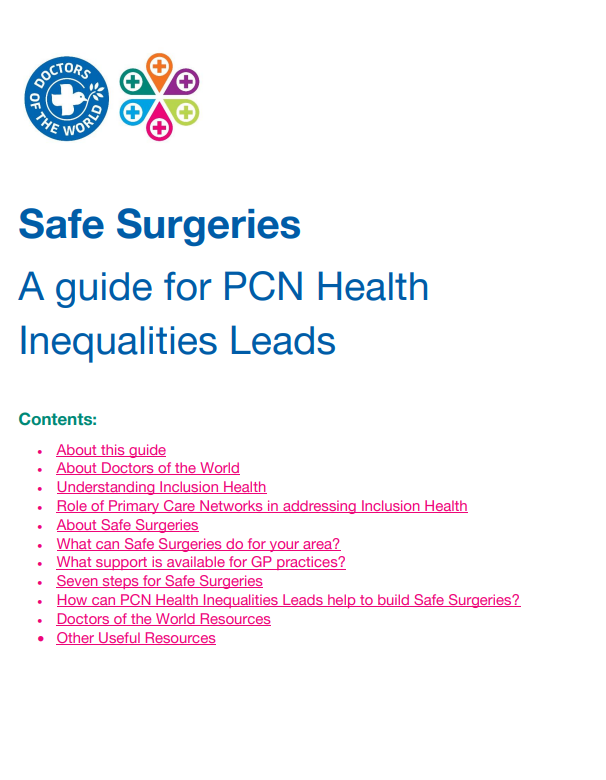 DOCTORS
OF THE WORLD
Safe Surgeries
A guide for PCN Health
Inequalities Leads
Contents:
• About this guide
• About Doctors of the World
• Understanding Inclusion Health
• Role of Primary Care Networks in addressing Inclusion Health
• About Safe Surgeries
• What can Safe Surgeries do for your area?
• What support is available for GP practices?
• Seven steps for Safe Surgeries
• How can PCN Health Inequalities Leads help to build Safe Surgeries?
• Doctors of the World Resources
• Other Useful Resources